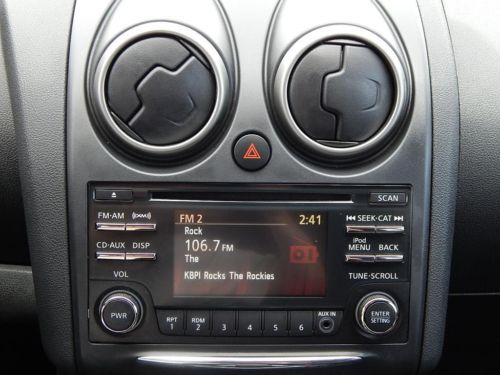 SCAN
FM·AM
((XM))
SEEK·CAT
CD·AUX
DISP
iPod
MENU
BACK
FM 2
2:41
Rock
106.7 FM
The
KBPI Rocks The Rockies
VOL
TUNE·SCROLL
PWR
RPT
1
RDM
2
3
4
5
6
AUX IN
ENTER
SETTING